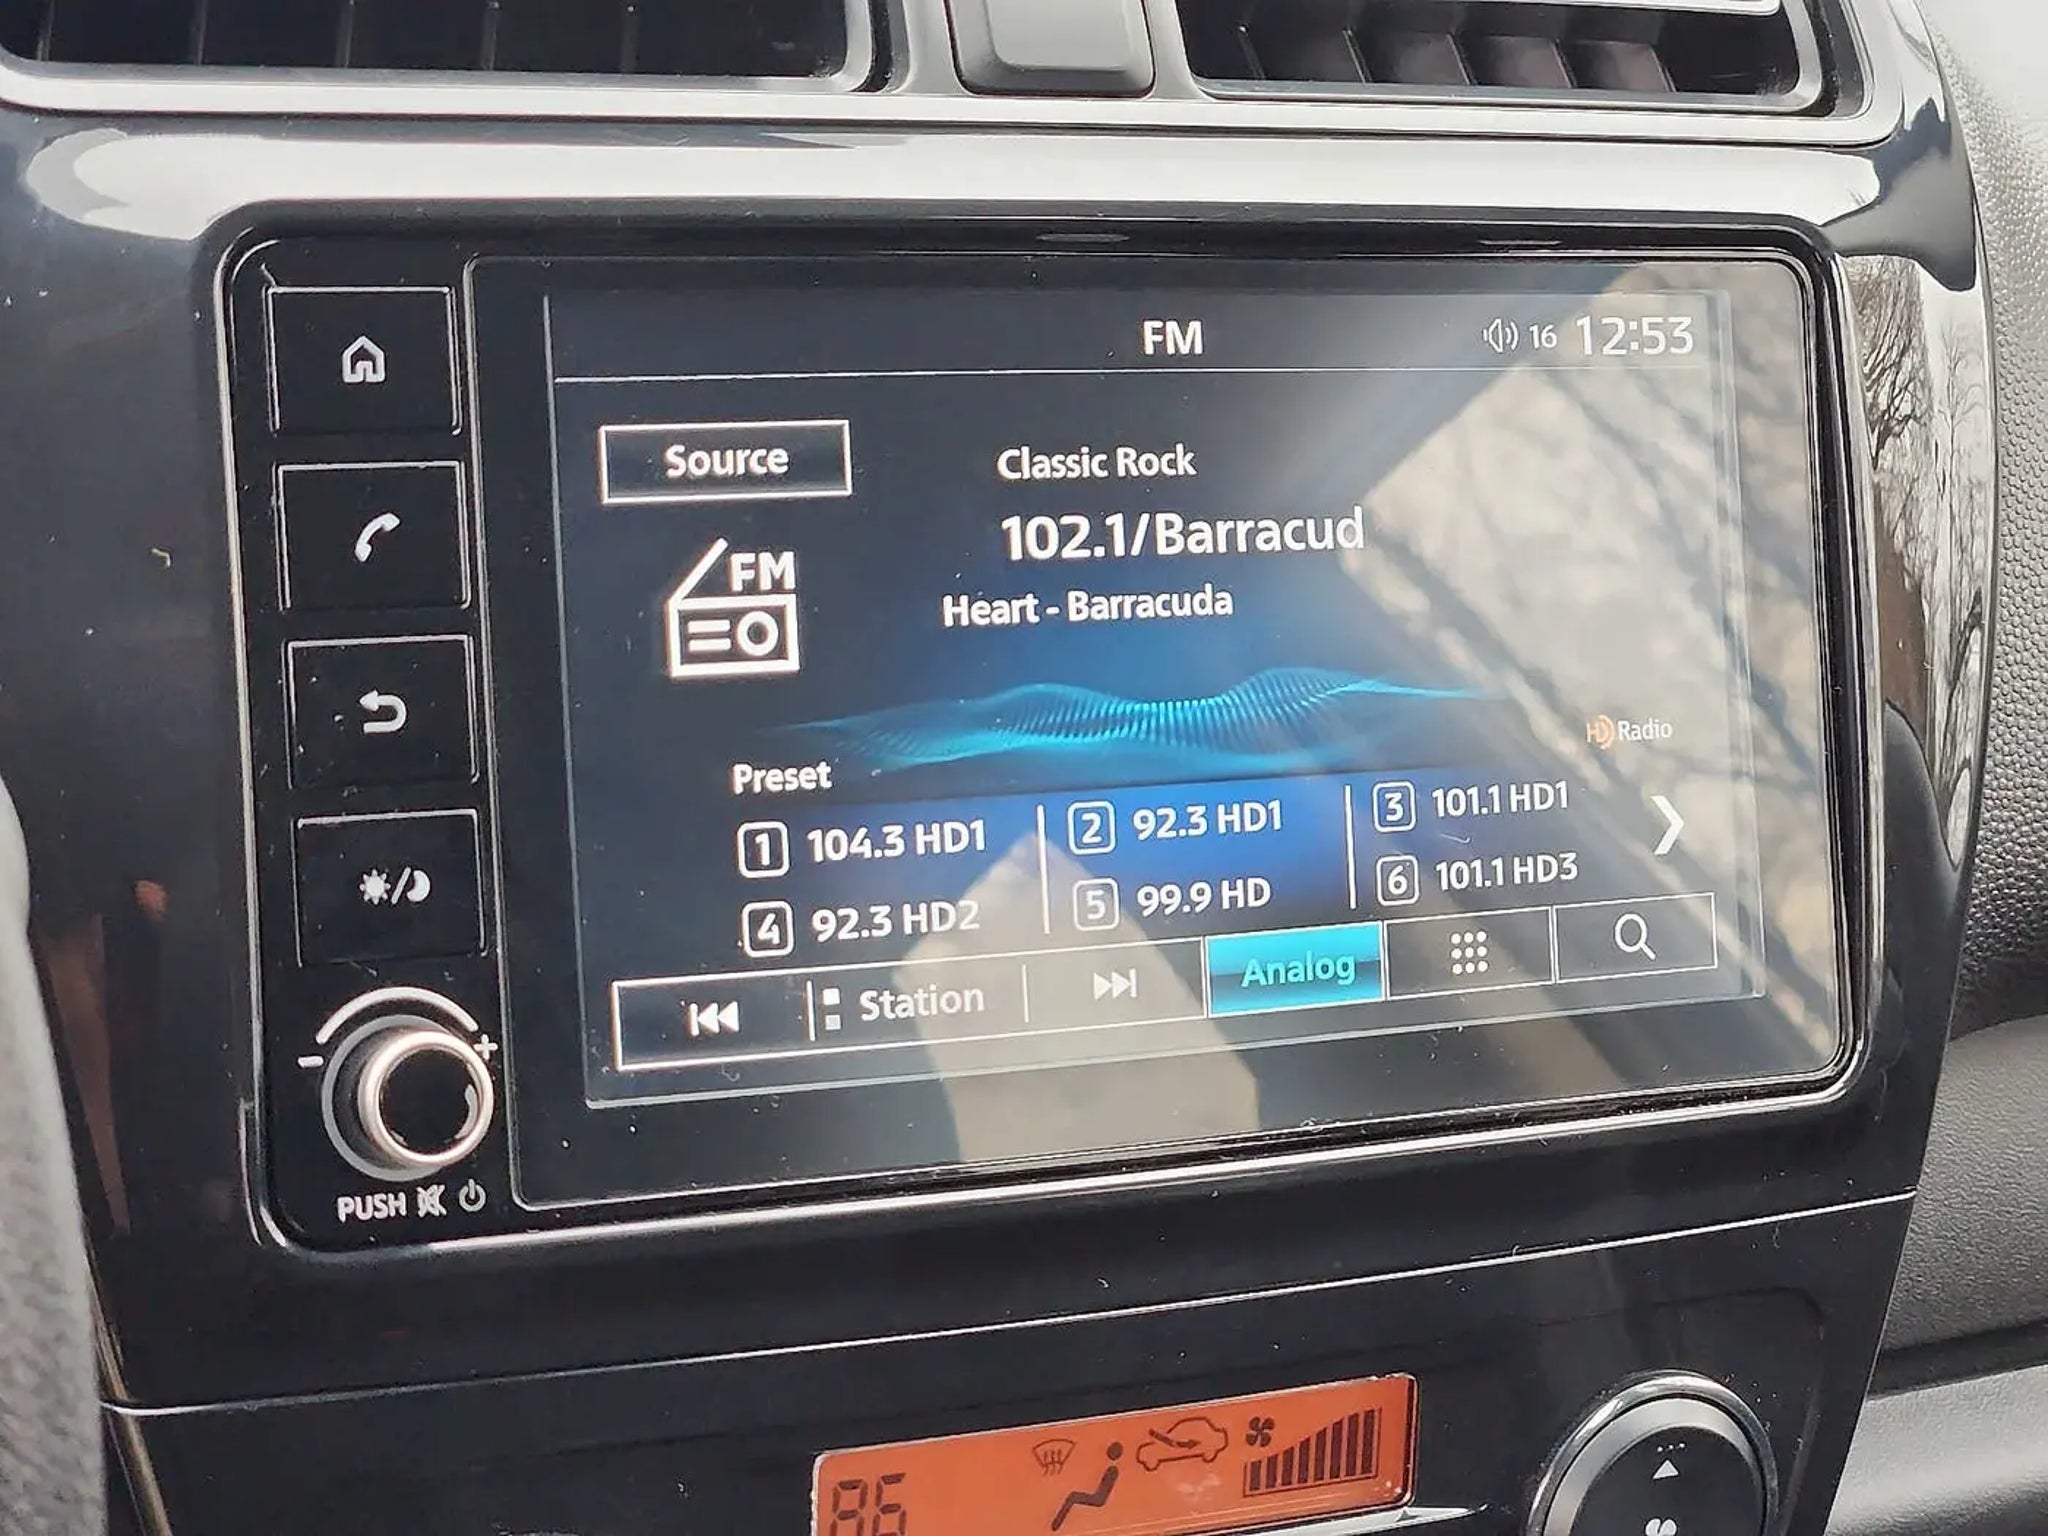 FM 16 12:53
Source
Classic Rock
102.1/Barracud
FM
Heart - Barracuda
HD Radio
Preset
1 104.3 HD1 2 92.3 HD1 3 101.1 HD1
4 92.3 HD2 5 99.9 HD 6 101.1 HD3
Station Analog
- +
PUSH
86